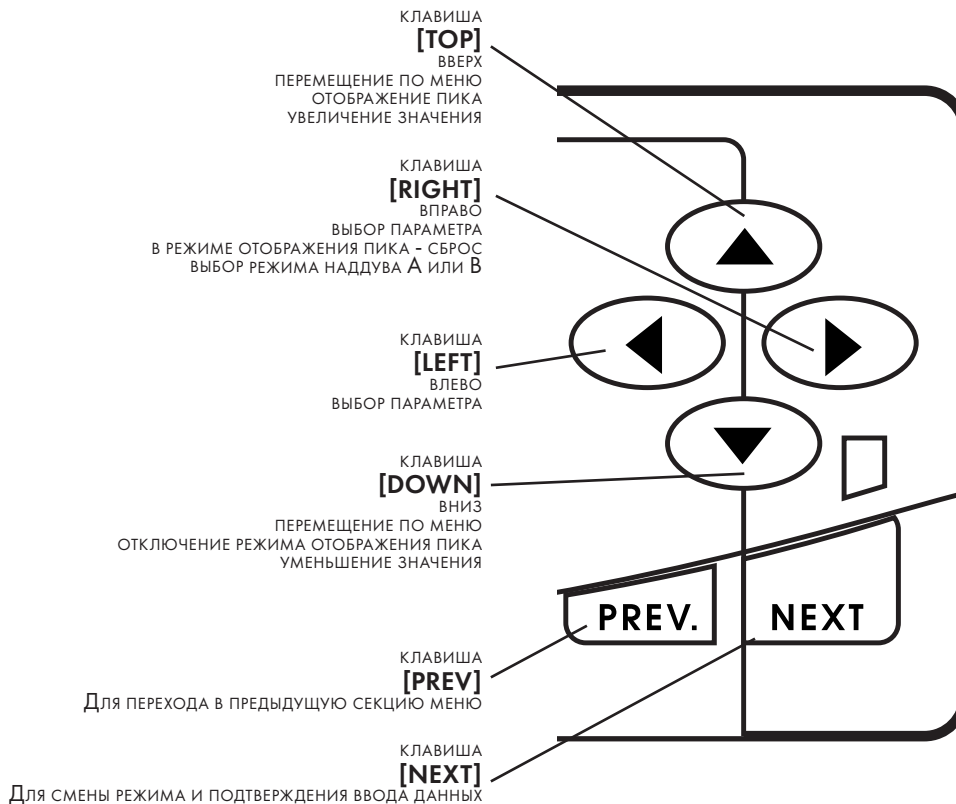 КЛАВИША
[TOP]
ВВЕРХ
ПЕРЕМЕЩЕНИЕ ПО МЕНЮ
ОТОБРАЖЕНИЕ ПИКА
УВЕЛИЧЕНИЕ ЗНАЧЕНИЯ
КЛАВИША
[RIGHT]
ВПРАВО
ВЫБОР ПАРАМЕТРА
В РЕЖИМЕ ОТОБРАЖЕНИЯ ПИКА - СБРОС
ВЫБОР РЕЖИМА НАДДУВА А ИЛИ В
КЛАВИША
[LEFT]
ВЛЕВО
ВЫБОР ПАРАМЕТРА
КЛАВИША
[DOWN]
ВНИЗ
ПЕРЕМЕЩЕНИЕ ПО МЕНЮ
ОТКЛЮЧЕНИЕ РЕЖИМА ОТОБРАЖЕНИЯ ПИКА
УМЕНЬШЕНИЕ ЗНАЧЕНИЯ
PREV.
NEXT
КЛАВИША
[PREV]
ДЛЯ ПЕРЕХОДА В ПРЕДЫДУЩУЮ СЕКЦИЮ МЕНЮ
КЛАВИША
[NEXT]
ДЛЯ СМЕНЫ РЕЖИМА И ПОДТВЕРЖДЕНИЯ ВВОДА ДАННЫХ